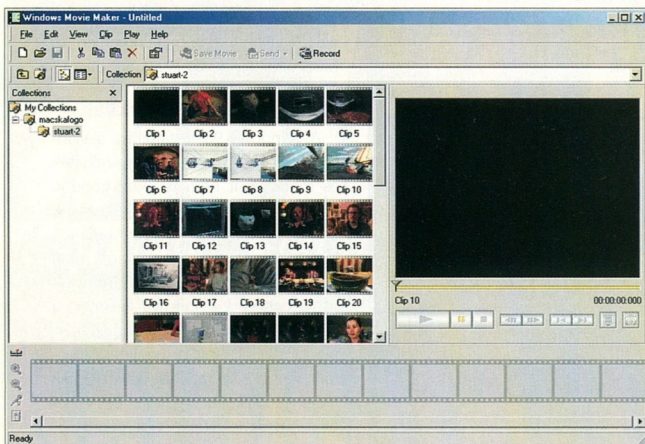 Windows Movie Maker - Untitled
File Edit View Clip Play Help
Save Movie Send Record
Collection stuart-2
Collections
My Collections
macskalogo
stuart-2
Clip 1 Clip 2 Clip 3 Clip 4 Clip 5
Clip 6 Clip 7 Clip 8 Clip 9 Clip 10
Clip 11 Clip 12 Clip 13 Clip 14 Clip 15
Clip 16 Clip 17 Clip 18 Clip 19 Clip 20
Clip 10 00:00:00:000
Ready